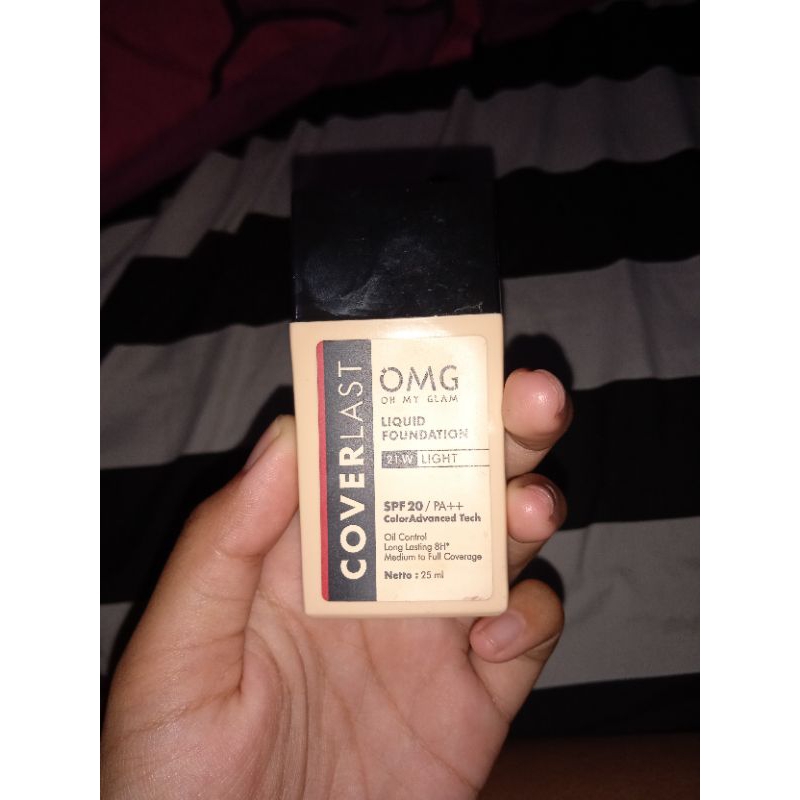 COVERLAST
OMG
OH MY GLAM
LIQUID
FOUNDATION
21-W LIGHT
SPF 20 / PA++
ColorAdvanced Tech
Oil Control
Long Lasting 8H*
Medium to Full Coverage
Netto : 25 ml